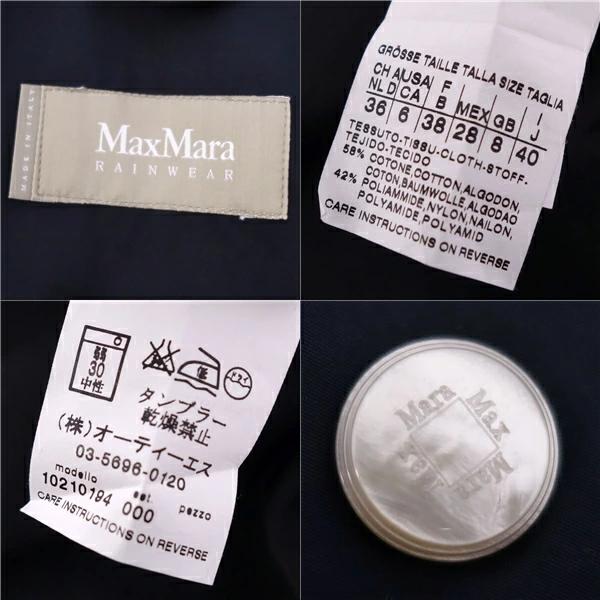 MADE IN ITALY
MaxMara
RAINWEAR
GRÖSSE TAILLE TALLA SIZE TAGLIA
CH A USA F I
NL D CA B MEX GB J
36 6 38 28 8 40
TESSUTO-TISSU-CLOTH-STOFF-
TEJIDO-TECIDO
58% COTONE,COTTON,ALGODON,
COTON,BAUMWOLLE,ALGODAO
42% POLIAMMIDE,NYLON,NAILON,
POLYAMIDE,POLYAMID
CARE INSTRUCTIONS ON REVERSE
弱
30
中性
低
ドライ
タンブラー
乾燥禁止
(株)オーティーエス
03-5696-0120
modello est pezzo
10210194 000
CARE INSTRUCTIONS ON REVERSE
Max
Mara
Max
Mara